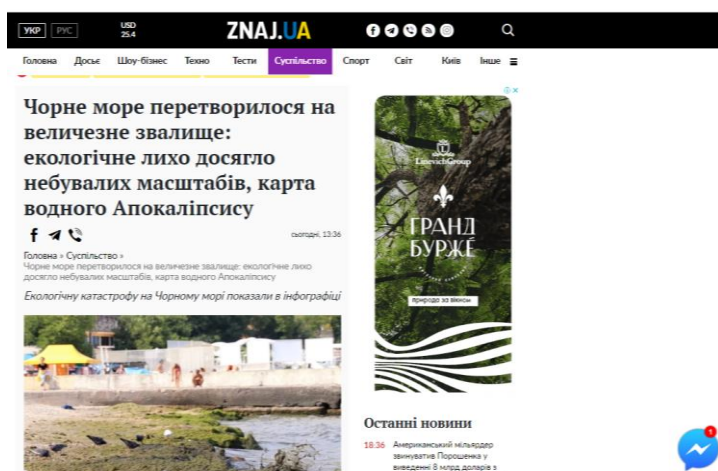 УКР РУС
USD
25.4
ZNAJ.UA
Головна Досьє Шоу-бізнес Техно Тести Суспільство Спорт Світ Київ Інше
Чорне море перетворилося на
величезне звалище:
екологічне лихо досягло
небувалих масштабів, карта
водного Апокаліпсису
сьогодні, 13:36
Головна » Суспільство »
Чорне море перетворилося на величезне звалище: екологічне лихо
досягло небувалих масштабів, карта водного Апокаліпсису
Екологічну катастрофу на Чорному морі показали в інфографіці
LinevichGroup
ГРАНД
БУРЖЕ
природа за вікном
Останні новини
18:36 Американський мільярдер
звинуватив Порошенка у
виведенні 8 млрд доларів з
1